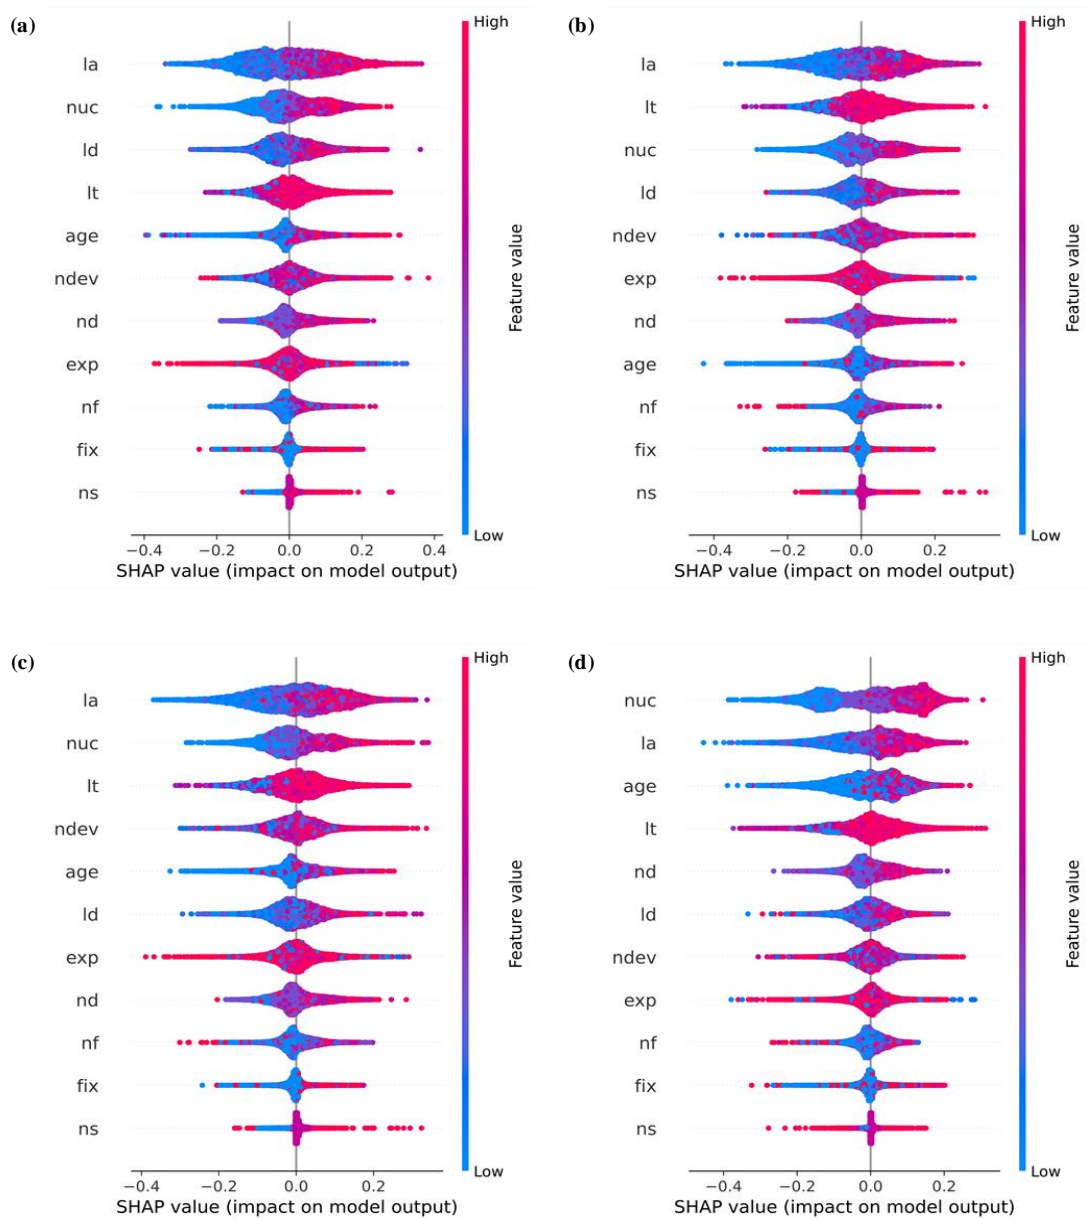 (a)
High
la
nuc
ld
lt
age
ndev
nd
exp
nf
fix
ns
Feature value
Low
−0.4 −0.2 0.0 0.2 0.4
SHAP value (impact on model output)
(b)
High
la
lt
nuc
ld
ndev
exp
nd
age
nf
fix
ns
Feature value
Low
−0.4 −0.2 0.0 0.2
SHAP value (impact on model output)
(c)
High
la
nuc
lt
ndev
age
ld
exp
nd
nf
fix
ns
Feature value
Low
−0.4 −0.2 0.0 0.2
SHAP value (impact on model output)
(d)
High
nuc
la
age
lt
nd
ld
ndev
exp
nf
fix
ns
Feature value
Low
−0.4 −0.2 0.0 0.2
SHAP value (impact on model output)